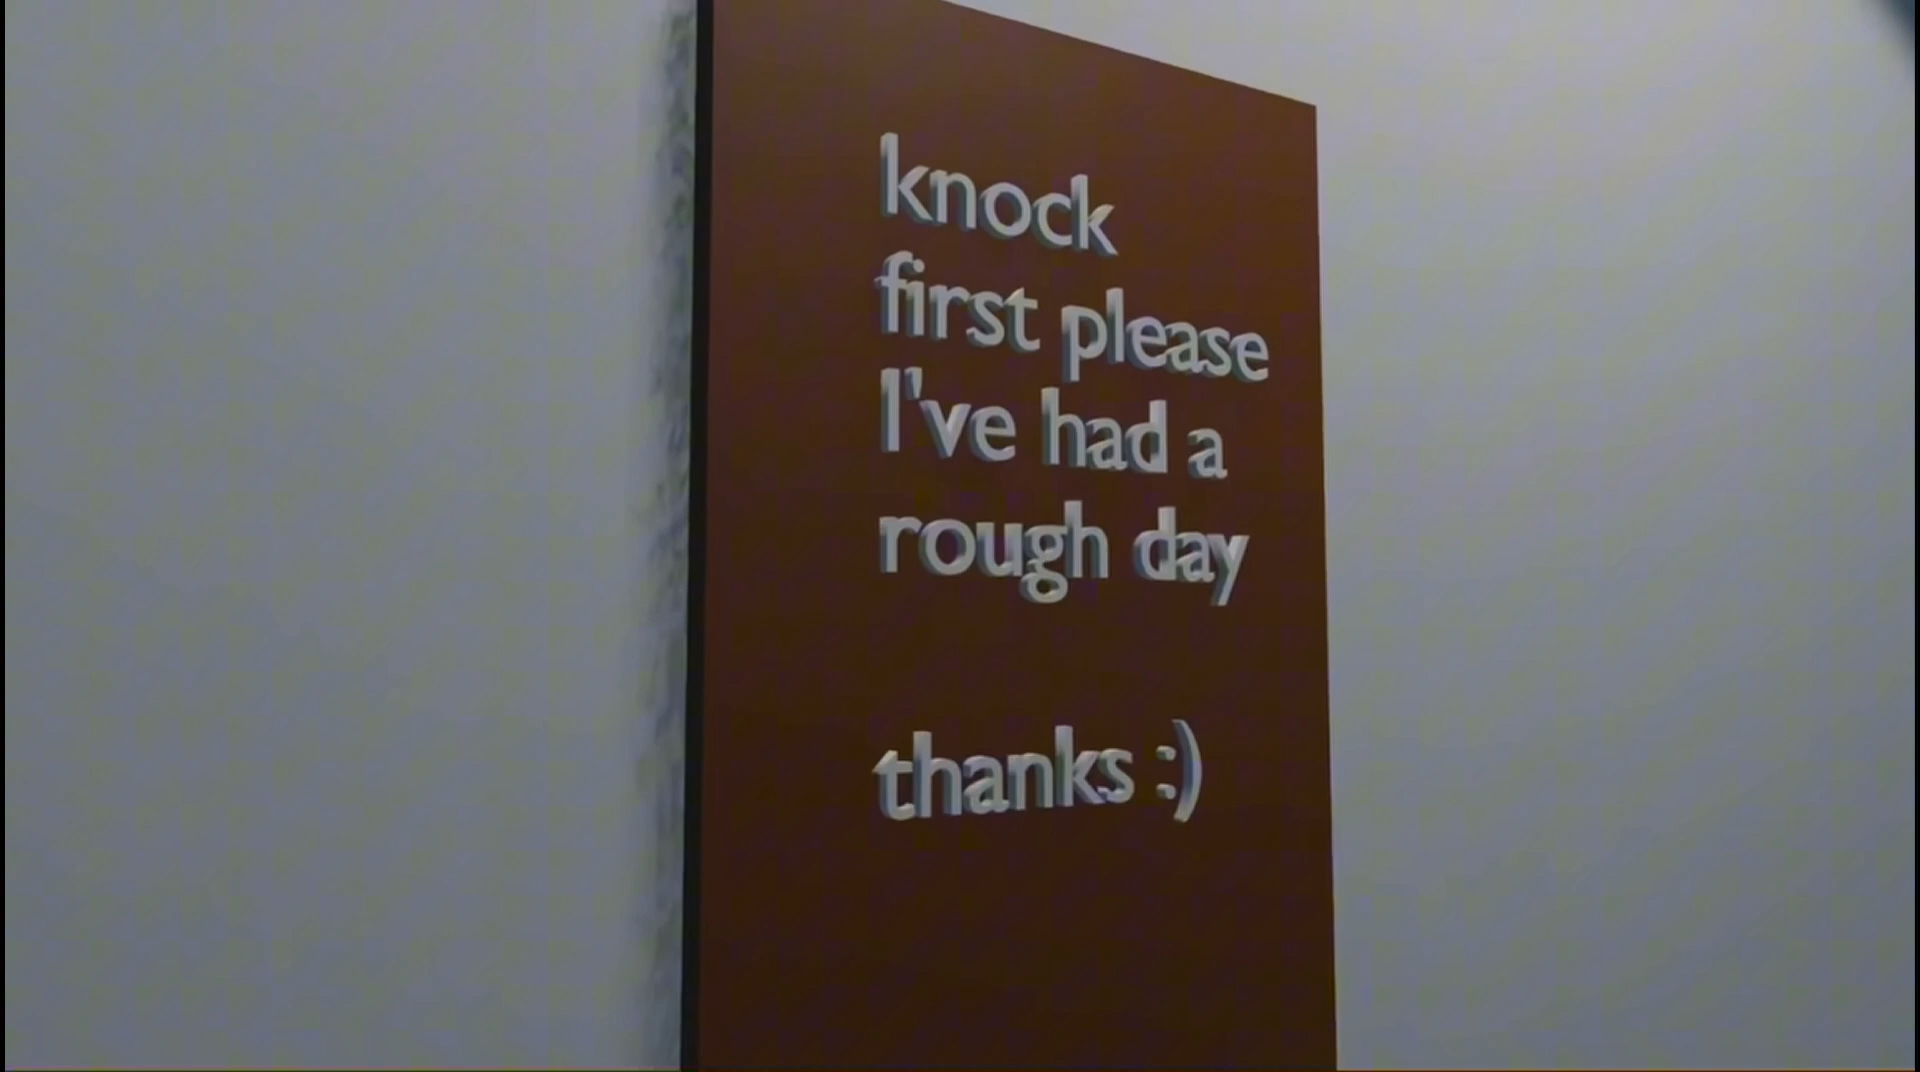 knock
first please
I've had a
rough day
thanks :)